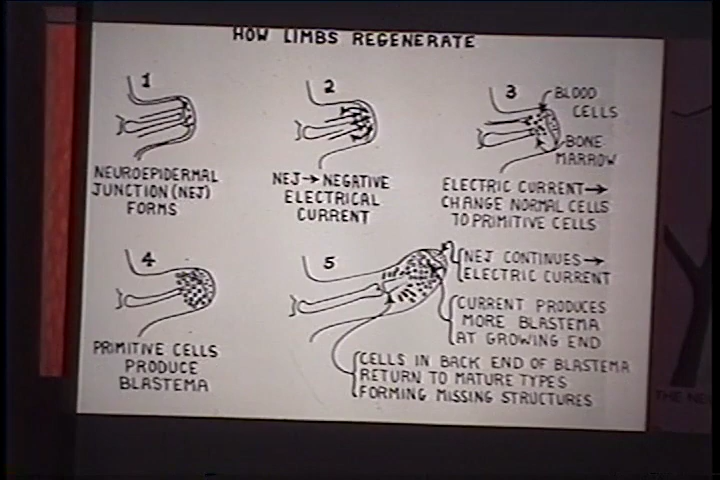 HOW LIMBS REGENERATE
1
NEUROEPIDERMAL
JUNCTION (NEJ)
FORMS
2
NEJ→NEGATIVE
ELECTRICAL
CURRENT
3
BLOOD
CELLS
BONE
MARROW
ELECTRIC CURRENT→
CHANGE NORMAL CELLS
TO PRIMITIVE CELLS
4
PRIMITIVE CELLS
PRODUCE
BLASTEMA
5
NEJ CONTINUES→
ELECTRIC CURRENT
CURRENT PRODUCES
MORE BLASTEMA
AT GROWING END
CELLS IN BACK END OF BLASTEMA
RETURN TO MATURE TYPES
FORMING MISSING STRUCTURES
THE